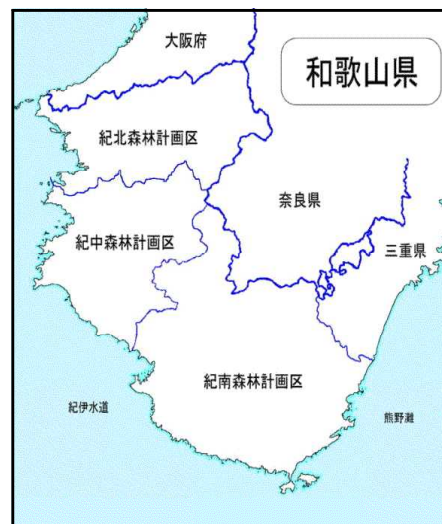 大阪府
和歌山県
紀北森林計画区
奈良県
紀中森林計画区
三重県
紀南森林計画区
紀伊水道
熊野灘